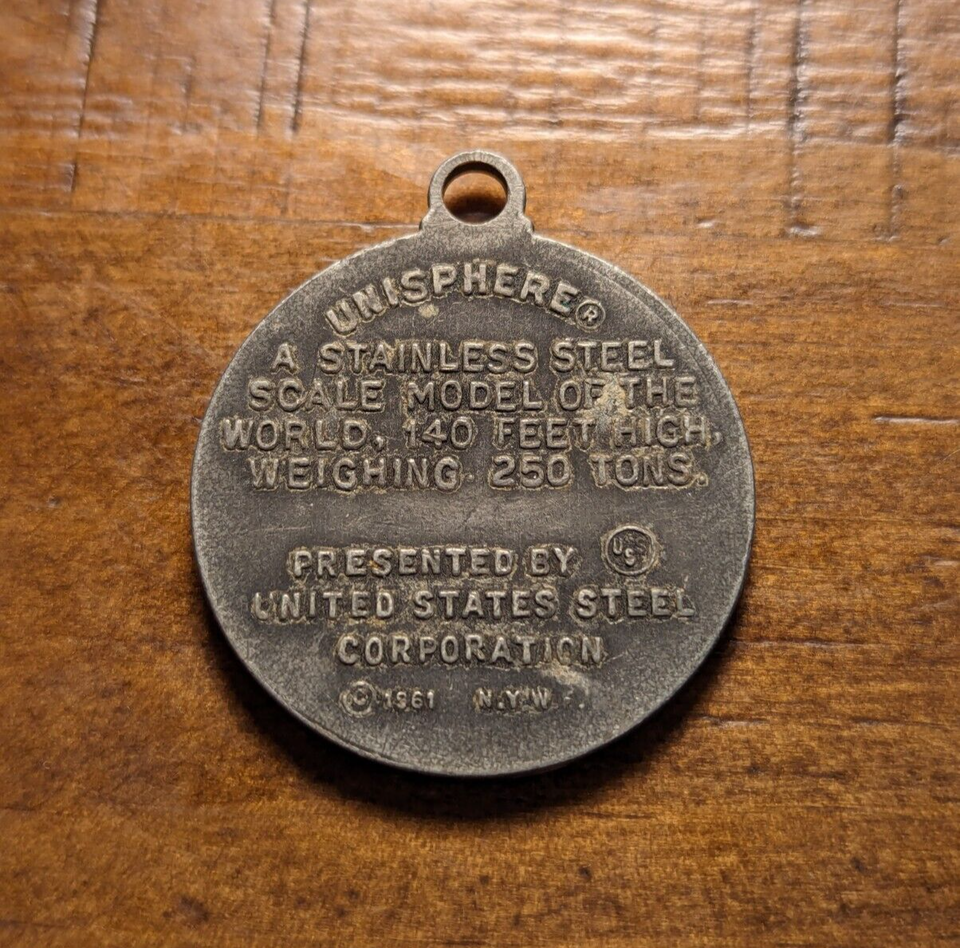 UNISPHERE®
A STAINLESS STEEL
SCALE MODEL OF THE
WORLD, 140 FEET HIGH,
WEIGHING 250 TONS.
PRESENTED BY USS
UNITED STATES STEEL
CORPORATION
© 1961 N.Y.W.